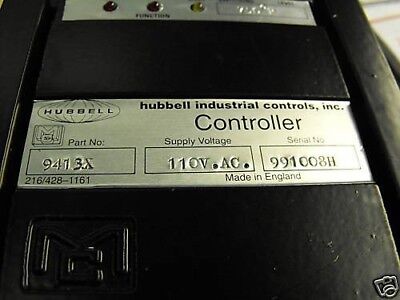 FUNCTION
HUBBELL
hubbell industrial controls, inc.
Controller
Part No:
Supply Voltage
Serial No
9413X
110V.AC.
991008H
216/428-1161
Made in England